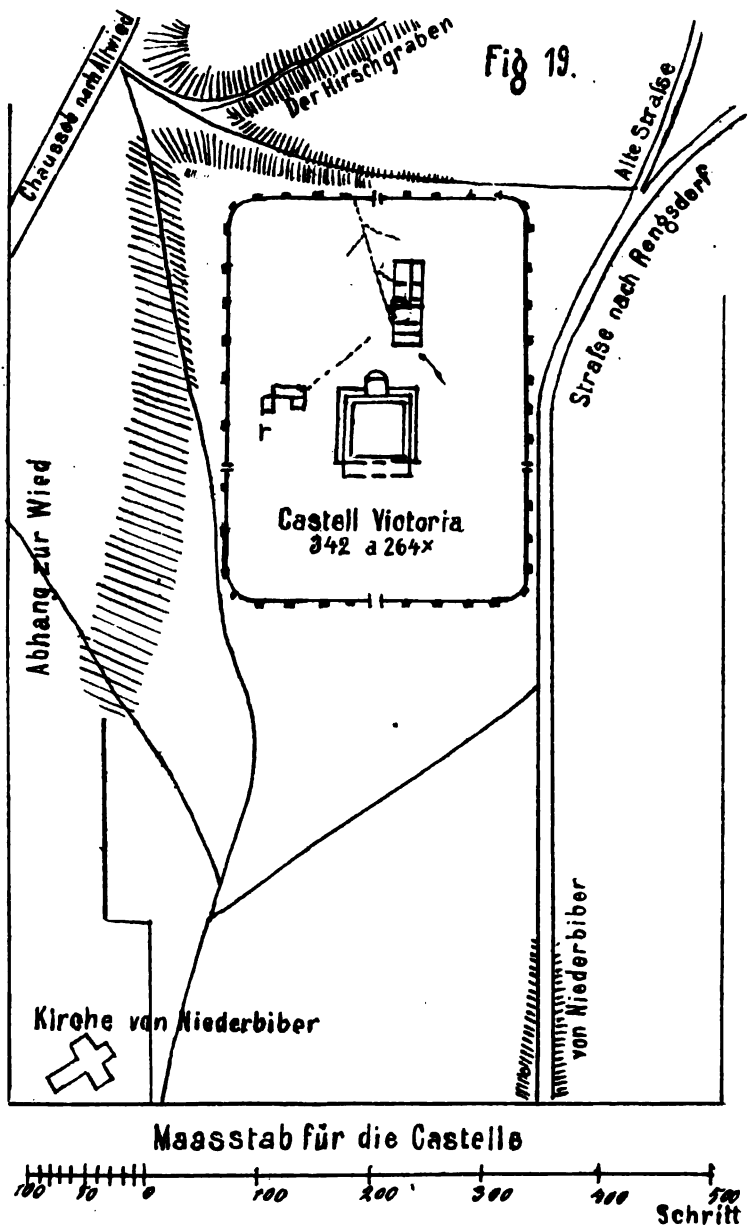 Fig 19.
Chaussee nach Altwied
Der Hirschgraben
Alte Straſse
Straſse nach Rengsdorf
Abhang zur Wied
Castell Victoria
342 a 264×
von Niederbiber
Kirche von Niederbiber
Maasstab für die Castelle
100 50 0 100 200 300 400 500
Schritt